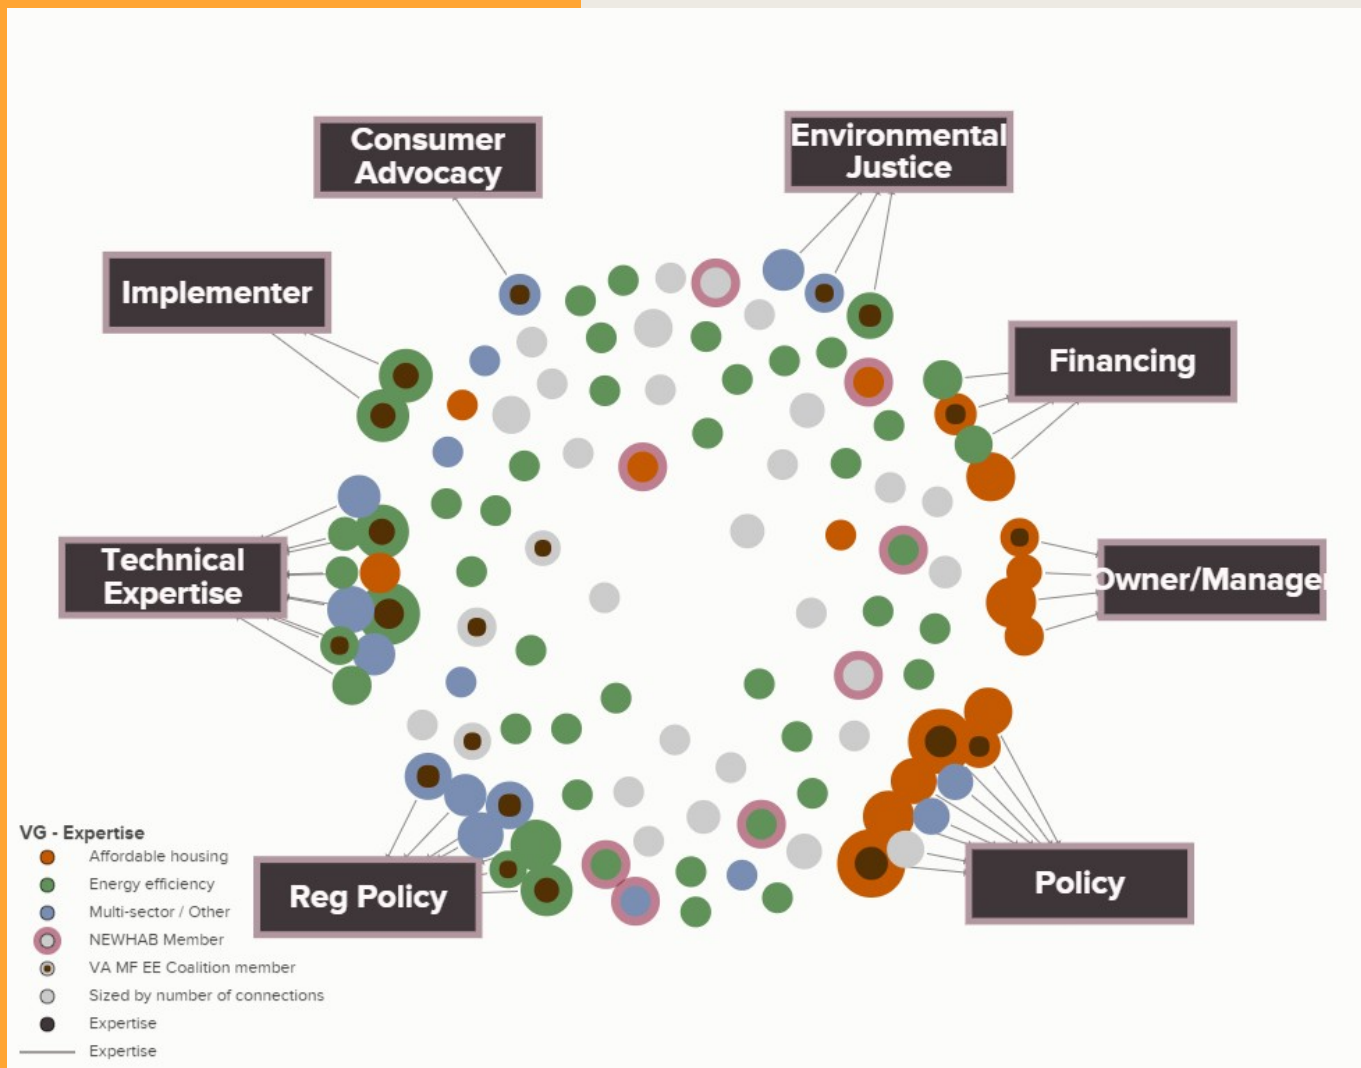 Consumer
Advocacy
Environmental
Justice
Implementer
Financing
Technical
Expertise
Owner/Manager
Reg Policy
Policy
VG - Expertise
Affordable housing
Energy efficiency
Multi-sector / Other
NEWHAB Member
VA MF EE Coalition member
Sized by number of connections
Expertise
Expertise